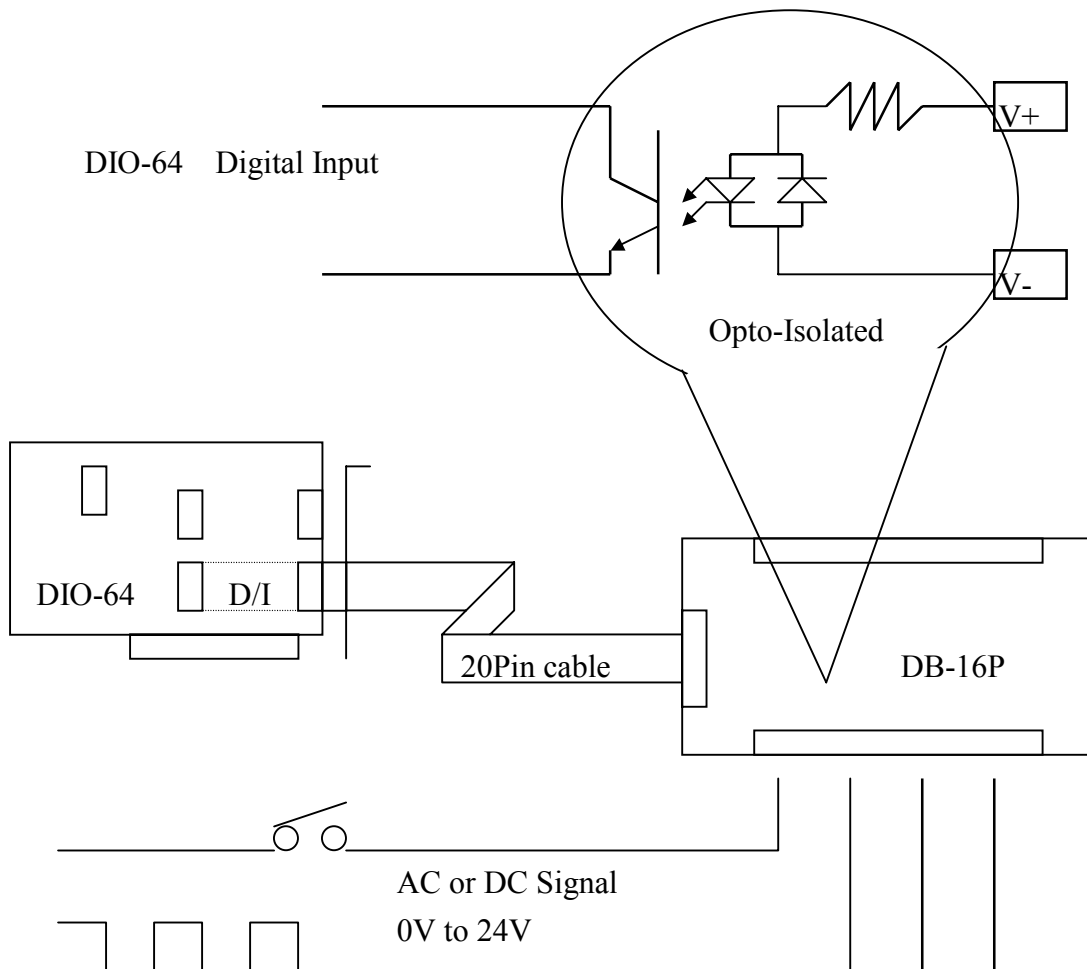 V+
DIO-64 Digital Input
V-
Opto-Isolated
DIO-64
D/I
20Pin cable
DB-16P
AC or DC Signal
0V to 24V